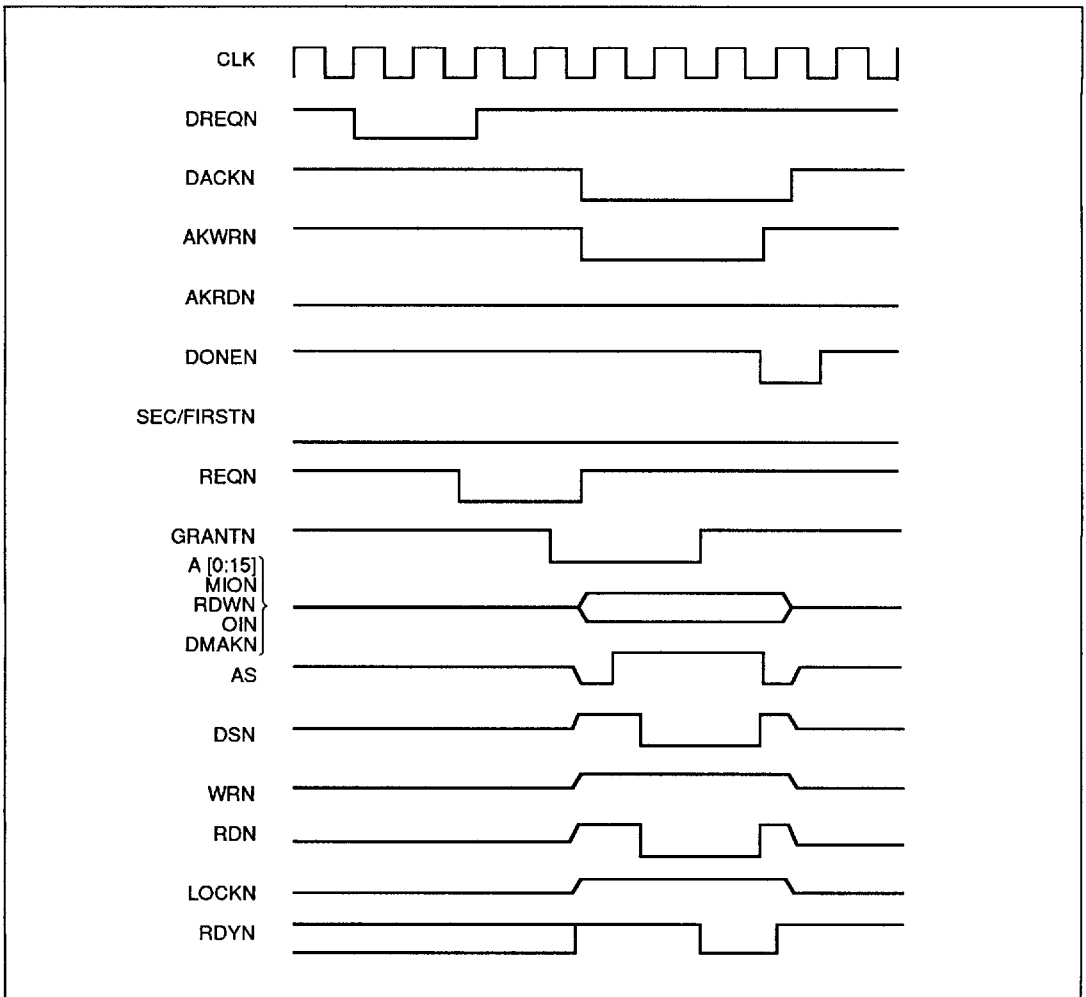 CLK
DREQN
DACKN
AKWRN
AKRDN
DONEN
SEC/FIRSTN
REQN
GRANTN
A [0:15]
MION
RDWN
OIN
DMAKN
AS
DSN
WRN
RDN
LOCKN
RDYN